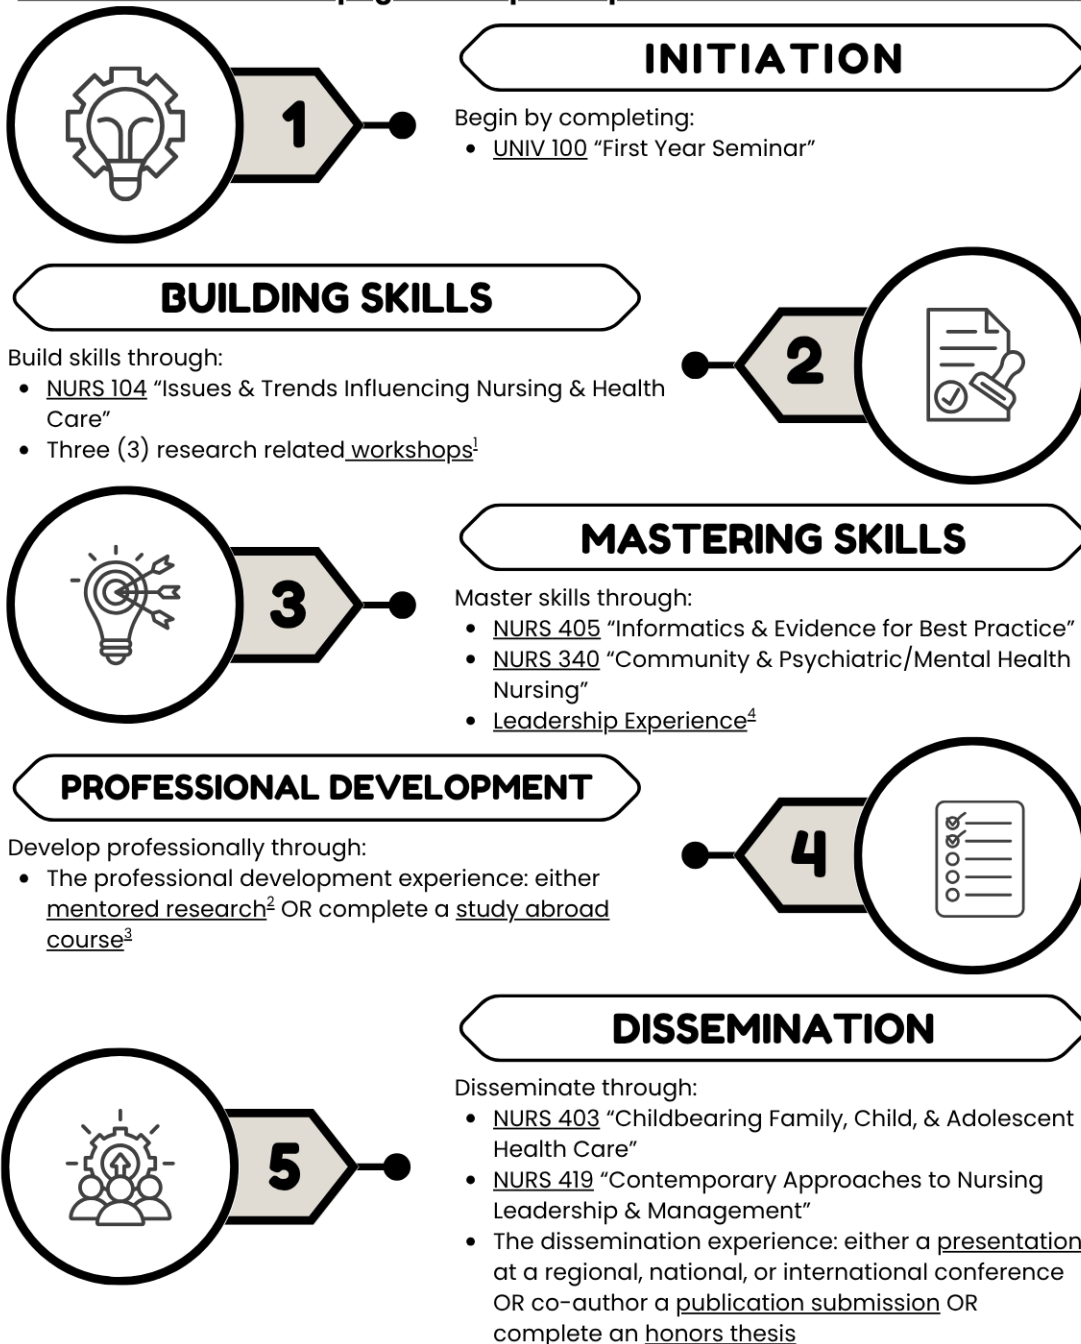 1
INITIATION
Begin by completing:
• UNIV 100 “First Year Seminar”
BUILDING SKILLS
2
Build skills through:
• NURS 104 “Issues & Trends Influencing Nursing & Health
Care”
• Three (3) research related workshops¹
3
MASTERING SKILLS
Master skills through:
• NURS 405 “Informatics & Evidence for Best Practice”
• NURS 340 “Community & Psychiatric/Mental Health
Nursing”
• Leadership Experience⁴
PROFESSIONAL DEVELOPMENT
4
Develop professionally through:
• The professional development experience: either
mentored research² OR complete a study abroad
course³
5
DISSEMINATION
Disseminate through:
• NURS 403 “Childbearing Family, Child, & Adolescent
Health Care”
• NURS 419 “Contemporary Approaches to Nursing
Leadership & Management”
• The dissemination experience: either a presentation
at a regional, national, or international conference
OR co-author a publication submission OR
complete an honors thesis